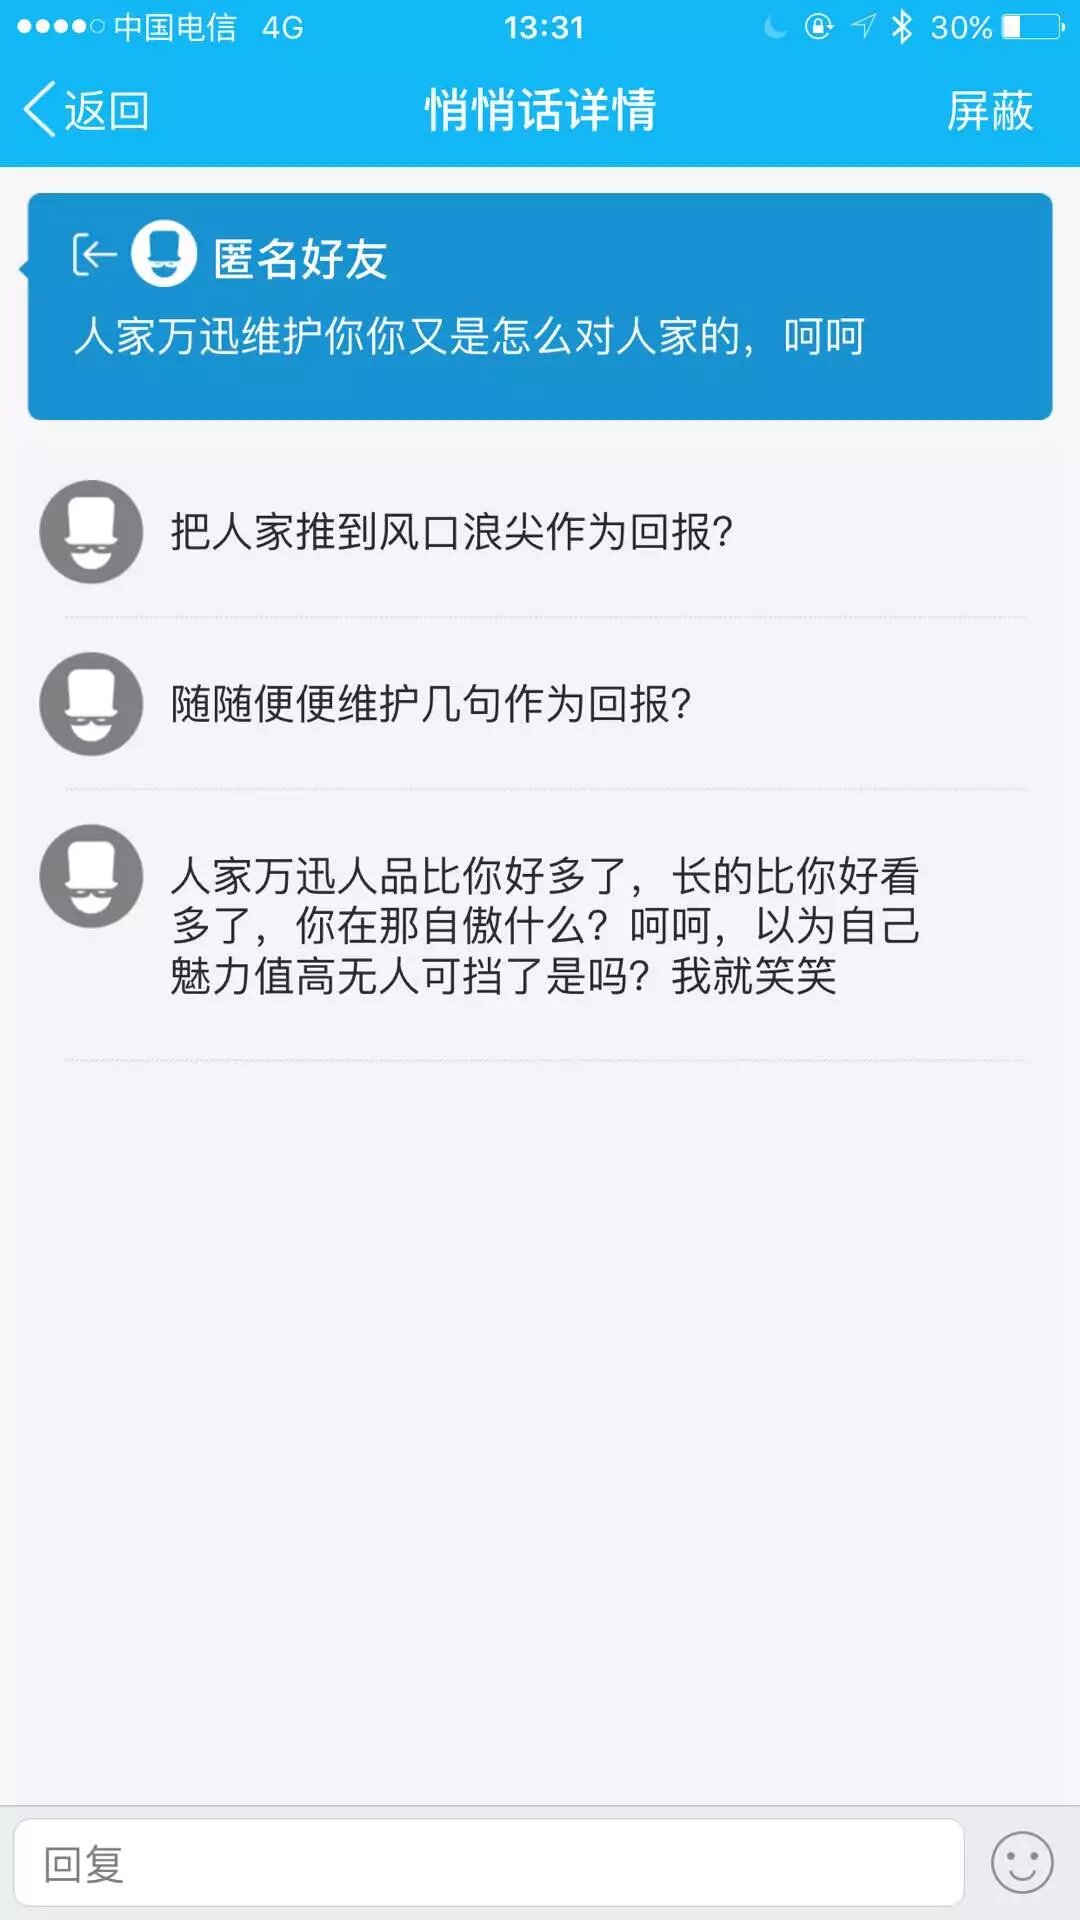 中国电信 4G 13:31 30%
返回 悄悄话详情 屏蔽
匿名好友
人家万迅维护你你又是怎么对人家的，呵呵
把人家推到风口浪尖作为回报？
随随便便维护几句作为回报？
人家万迅人品比你好多了，长的比你好看
多了，你在那自傲什么？呵呵，以为自己
魅力值高无人可挡了是吗？我就笑笑
回复